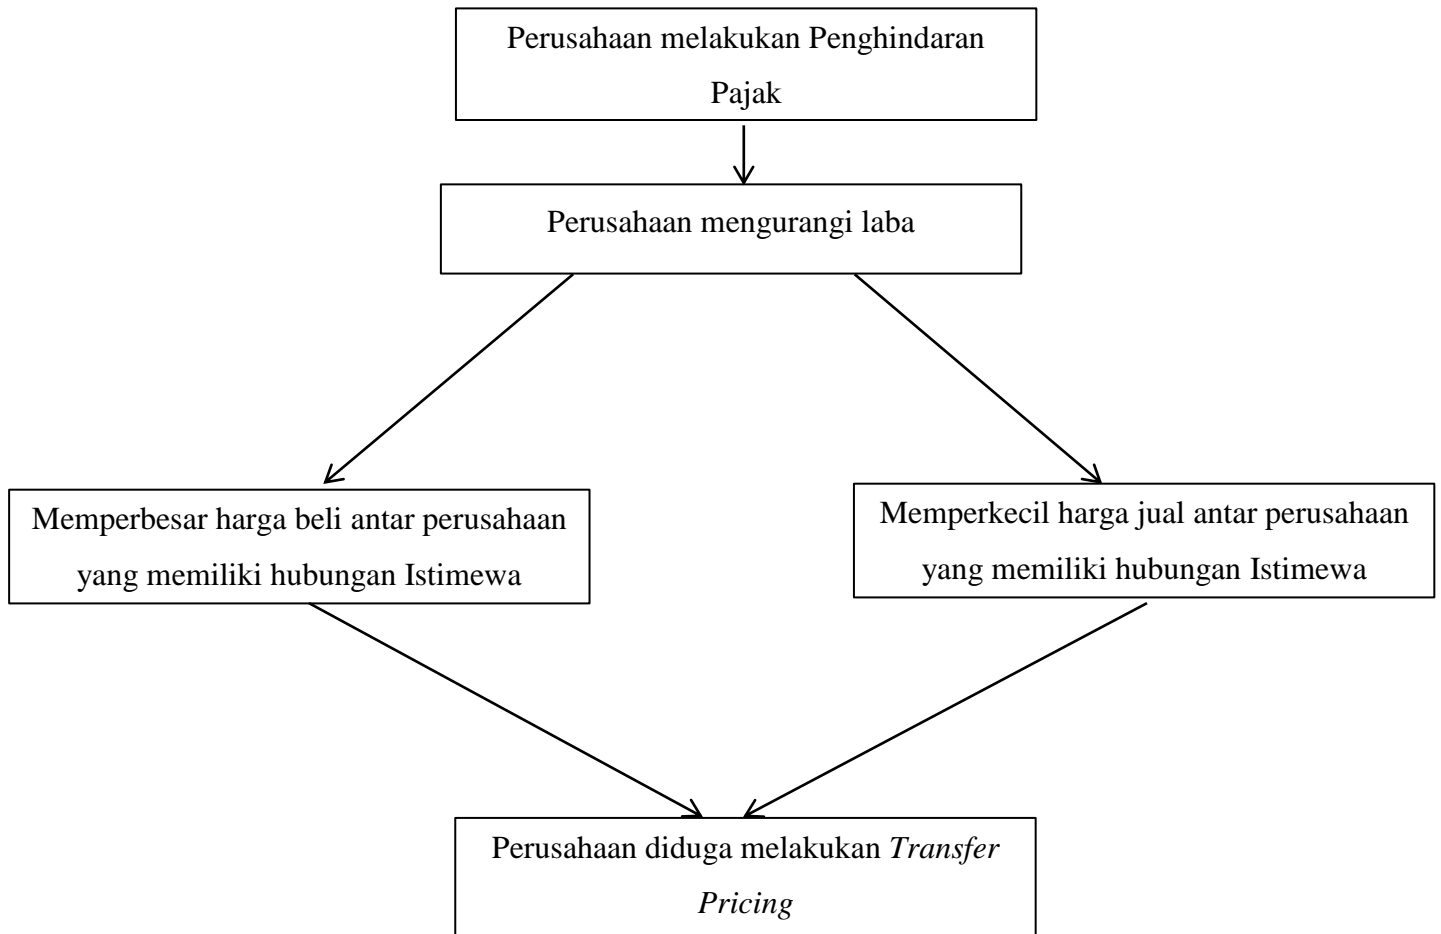 Perusahaan melakukan Penghindaran
Pajak
Perusahaan mengurangi laba
Memperbesar harga beli antar perusahaan
yang memiliki hubungan Istimewa
Memperkecil harga jual antar perusahaan
yang memiliki hubungan Istimewa
Perusahaan diduga melakukan Transfer
Pricing